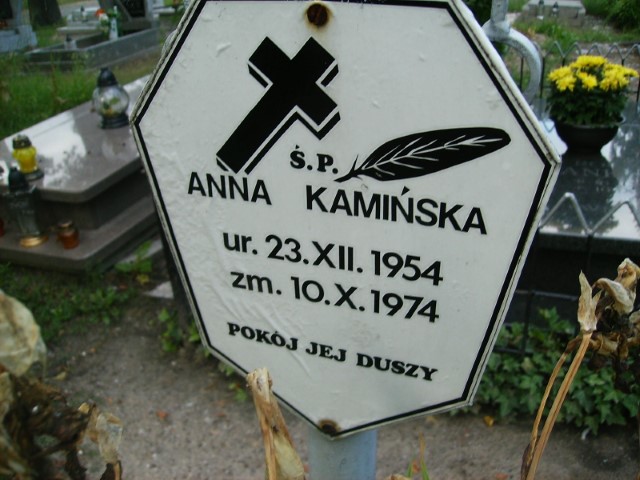 Ś.P.
ANNA KAMIŃSKA
ur. 23.XII. 1954
zm. 10.X. 1974
POKÓJ JEJ DUSZY